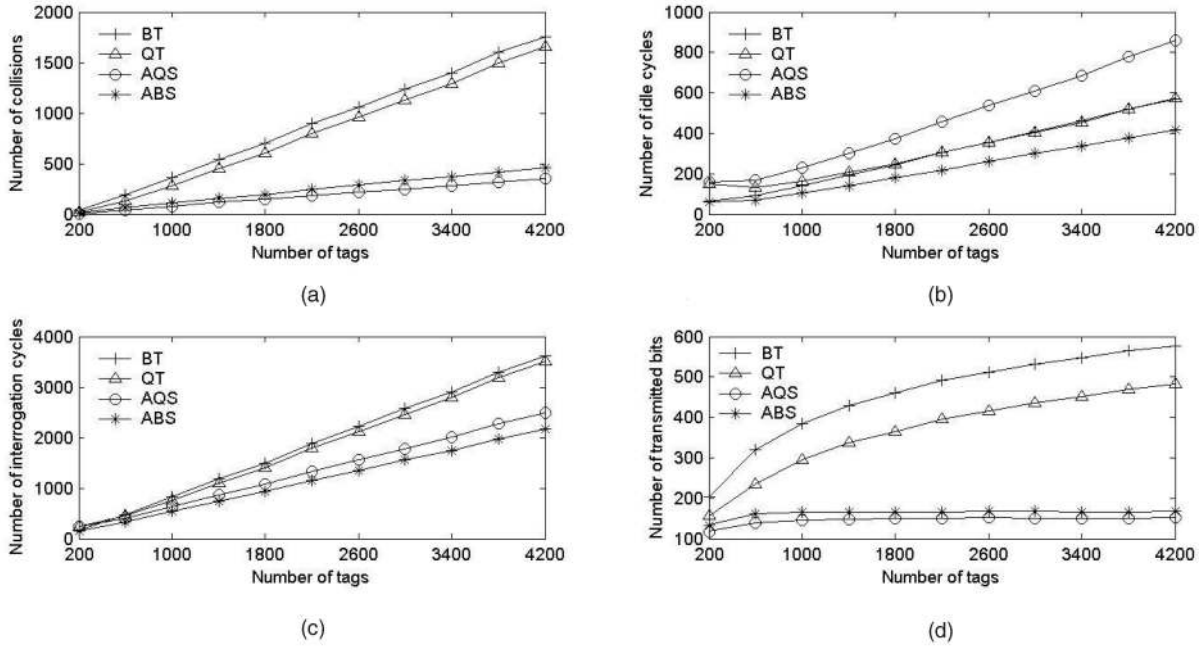 2000
1500
1000
500
0
Number of collisions
BT
QT
AQS
ABS
200 1000 1800 2600 3400 4200
Number of tags
(a)
1000
800
600
400
200
0
Number of idle cycles
BT
QT
AQS
ABS
200 1000 1800 2600 3400 4200
Number of tags
(b)
4000
3000
2000
1000
0
Number of interrogation cycles
BT
QT
AQS
ABS
200 1000 1800 2600 3400 4200
Number of tags
(c)
600
500
400
300
200
100
Number of transmitted bits
BT
QT
AQS
ABS
200 1000 1800 2600 3400 4200
Number of tags
(d)